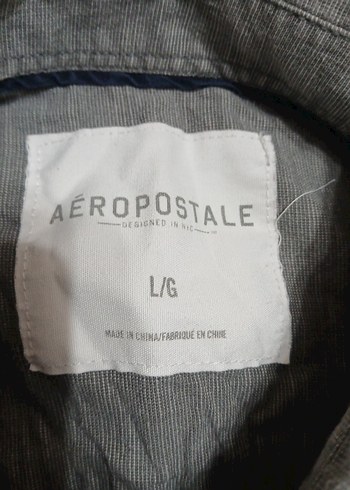 AÉROPOSTALE
DESIGNED IN NYC
L/G
MADE IN CHINA/FABRIQUÉ EN CHINE